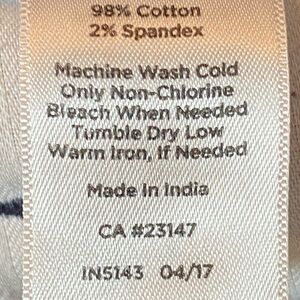 98% Cotton
2% Spandex
Machine Wash Cold
Only Non-Chlorine
Bleach When Needed
Tumble Dry Low
Warm Iron, If Needed
Made In India
CA #23147
IN5143 04/17